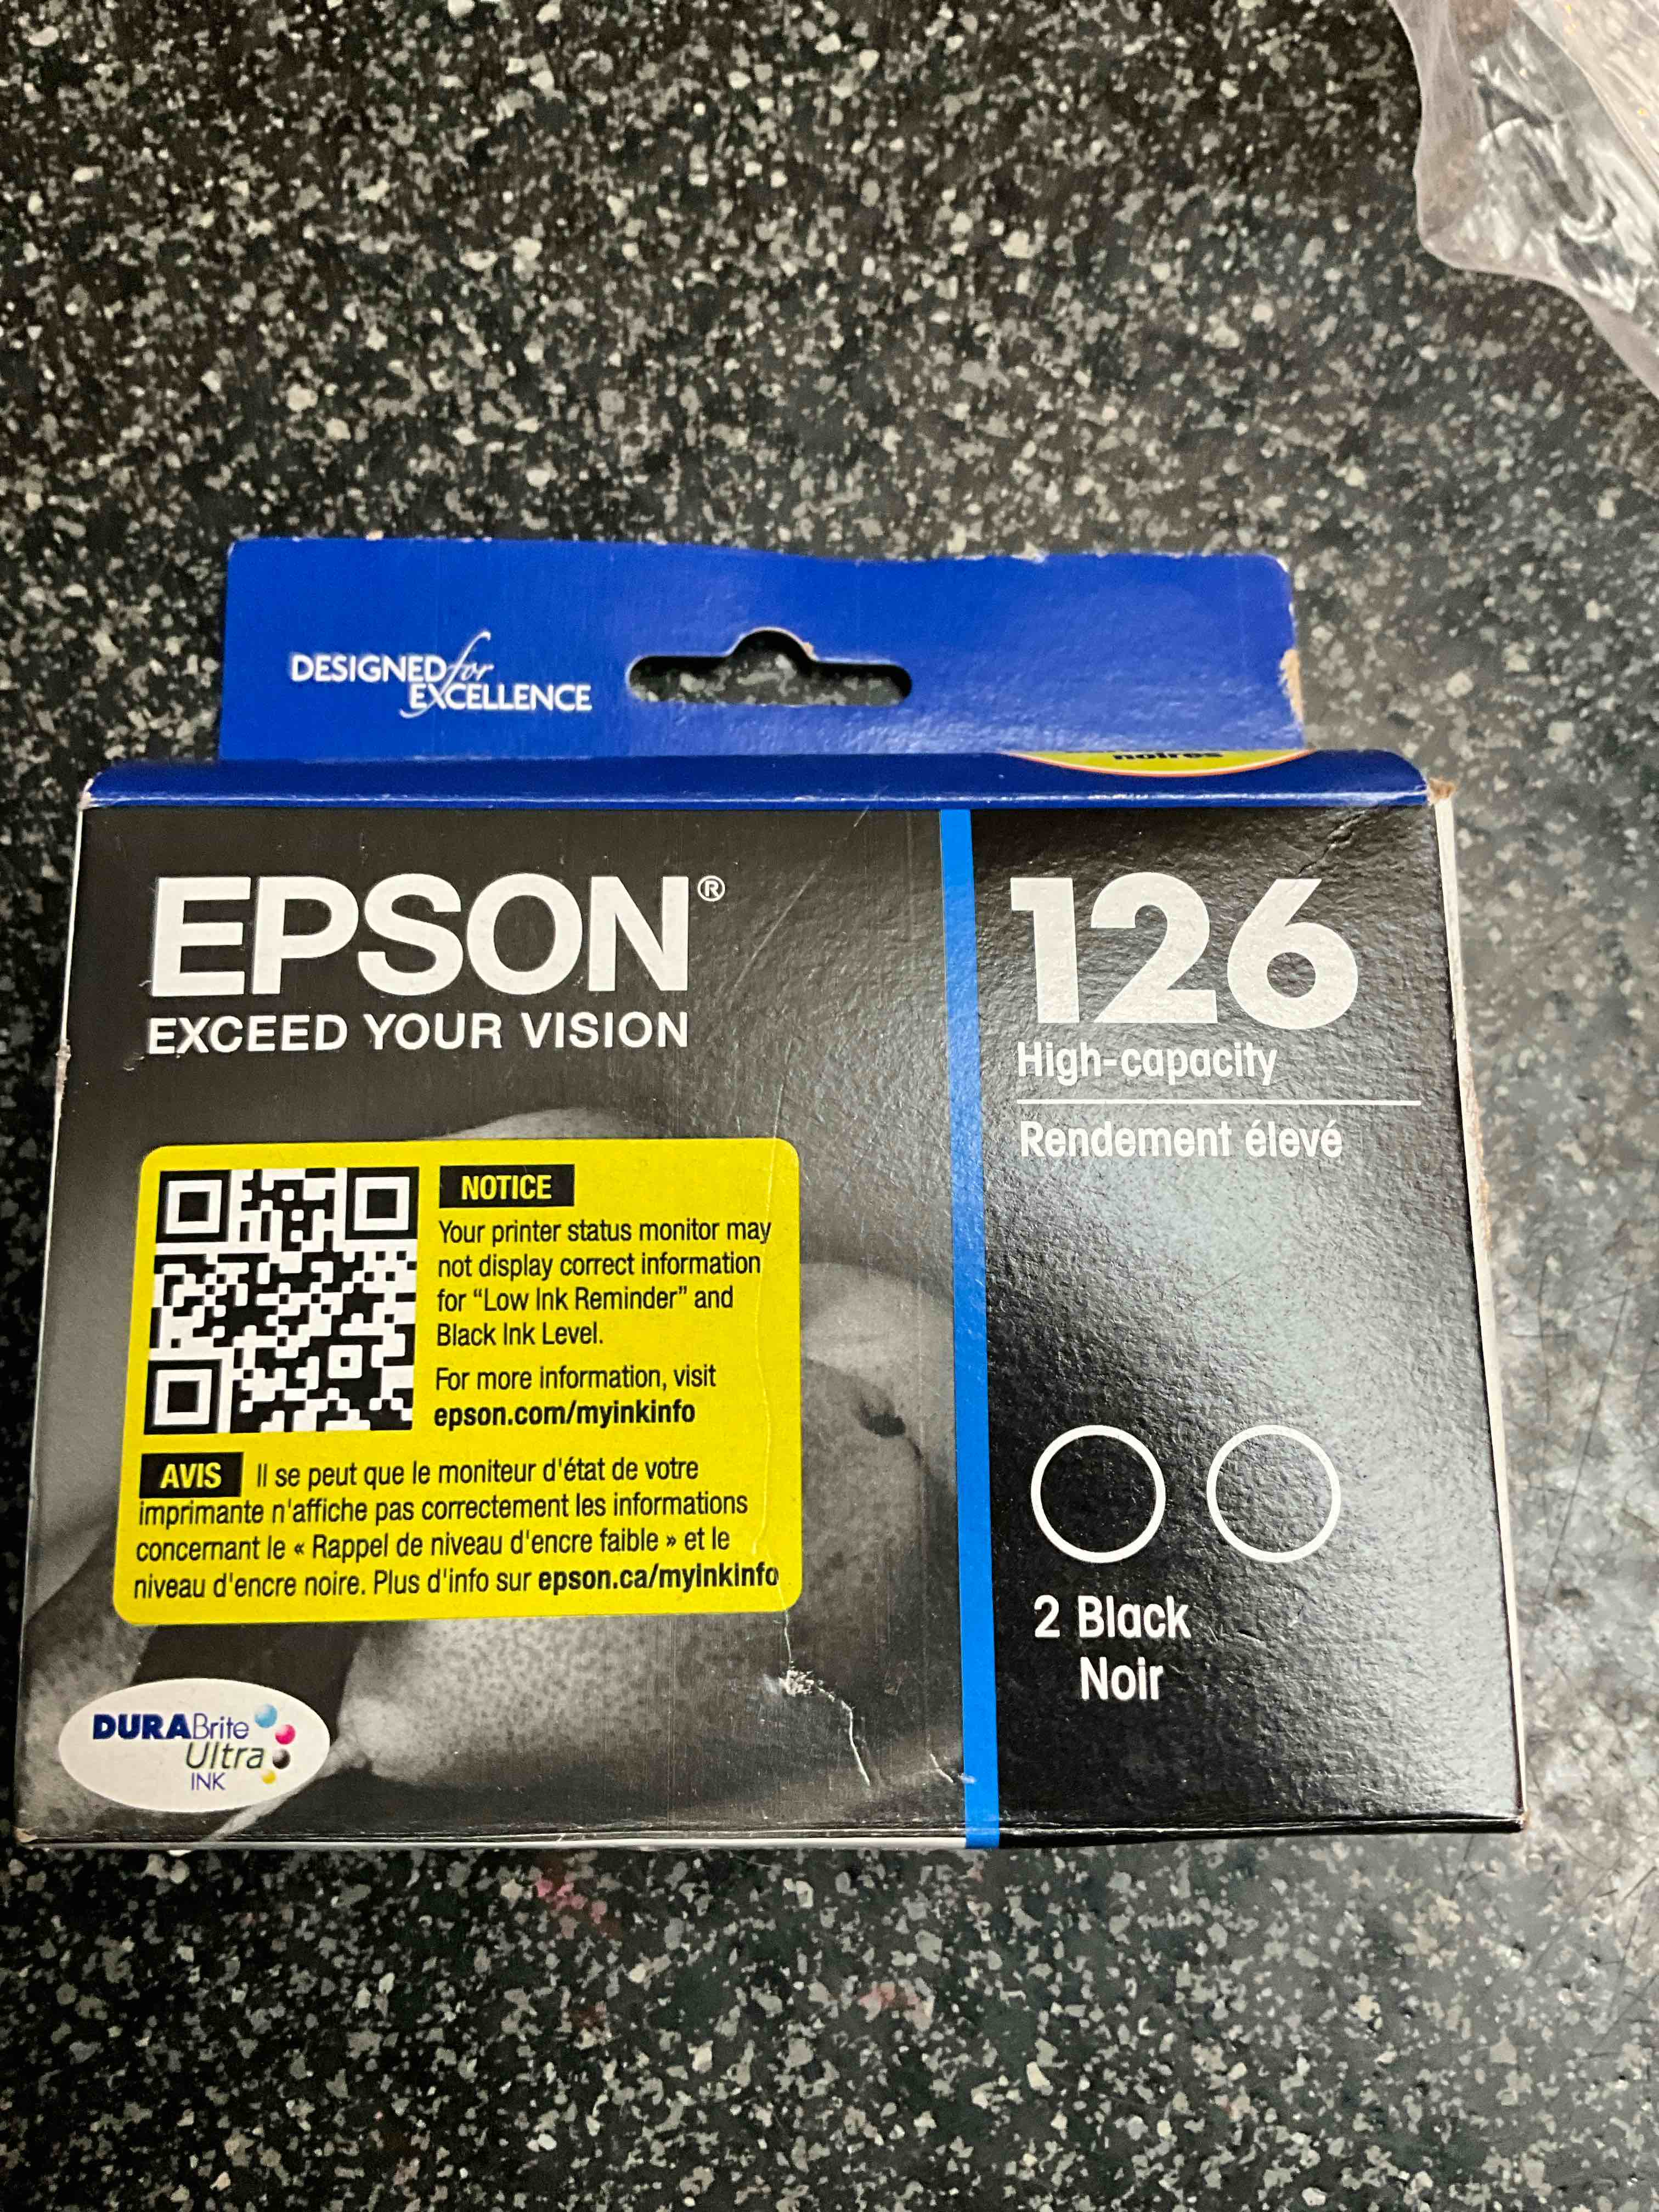 DESIGNED for
EXCELLENCE
noires
EPSON®
EXCEED YOUR VISION
126
High-capacity
Rendement élevé
NOTICE
Your printer status monitor may
not display correct information
for “Low Ink Reminder” and
Black Ink Level.
For more information, visit
epson.com/myinkinfo
AVIS Il se peut que le moniteur d'état de votre
imprimante n'affiche pas correctement les informations
concernant le « Rappel de niveau d'encre faible » et le
niveau d'encre noire. Plus d'info sur epson.ca/myinkinfo
2 Black
Noir
DURABrite
Ultra
INK